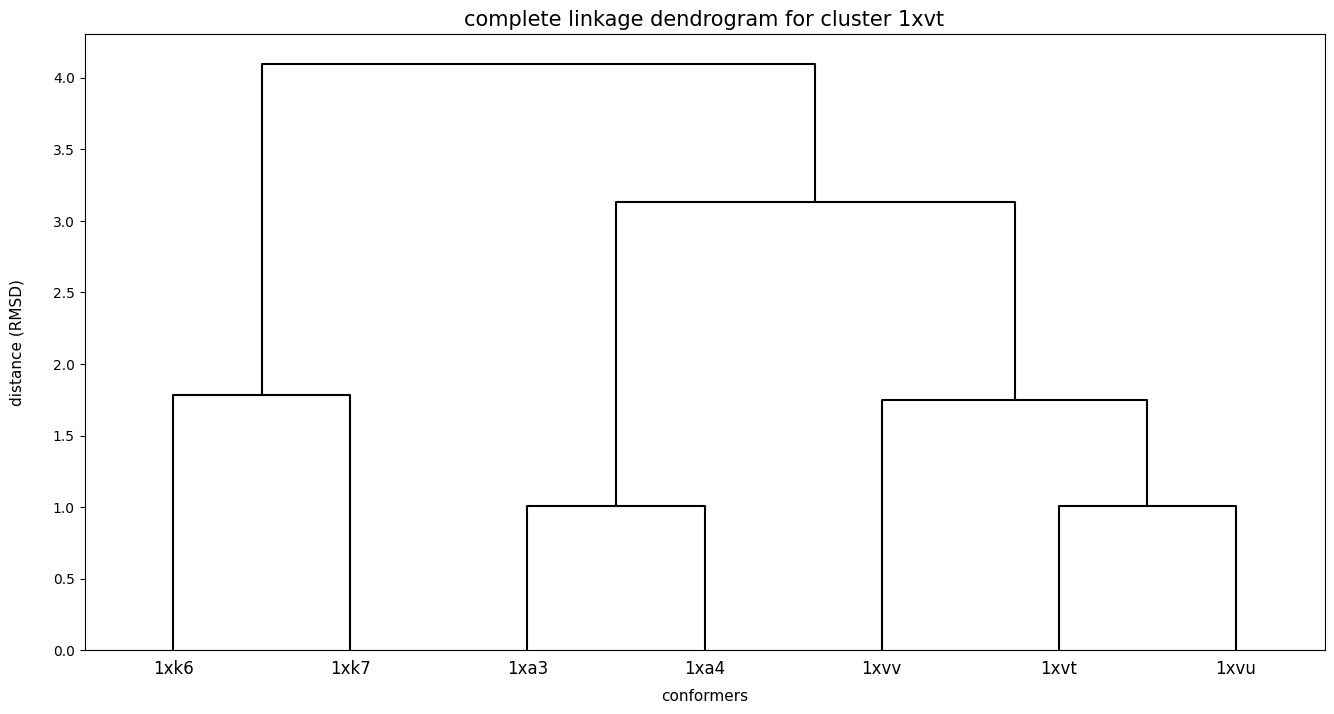 complete linkage dendrogram for cluster 1xvt
distance (RMSD)
4.0
3.5
3.0
2.5
2.0
1.5
1.0
0.5
0.0
1xk6 1xk7 1xa3 1xa4 1xvv 1xvt 1xvu
conformers